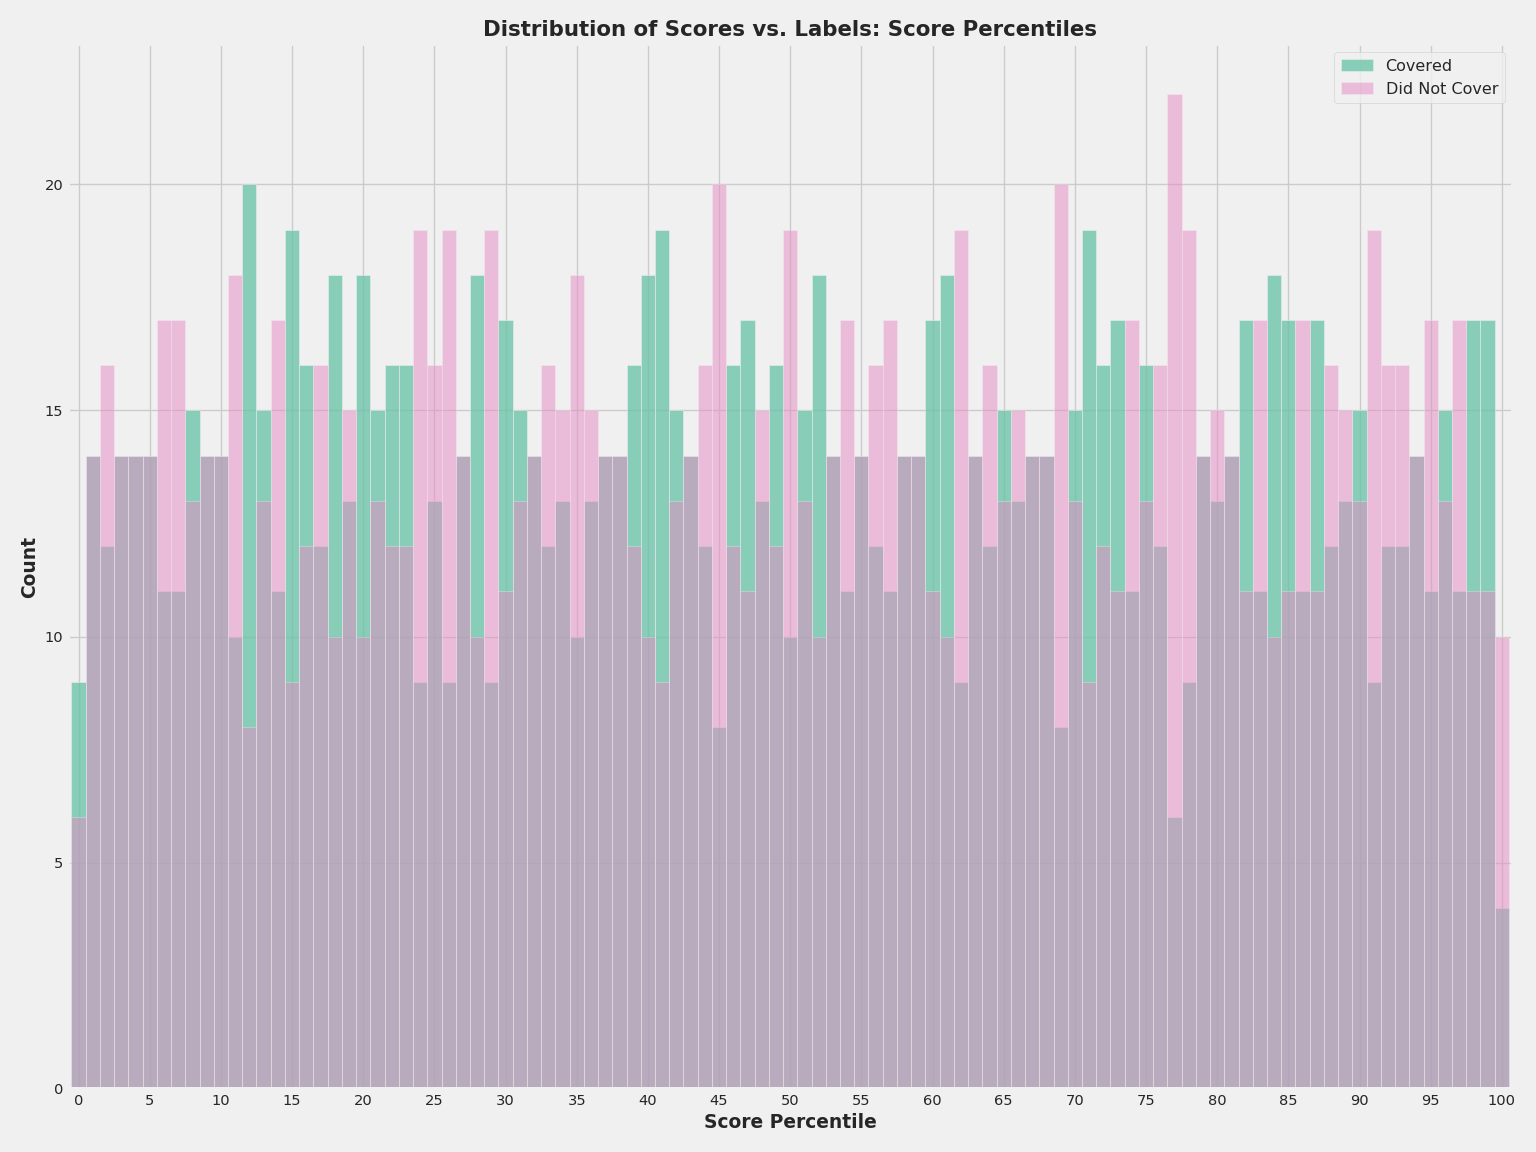 Distribution of Scores vs. Labels: Score Percentiles
Covered
Did Not Cover
Count
20
15
10
5
0
0 5 10 15 20 25 30 35 40 45 50 55 60 65 70 75 80 85 90 95 100
Score Percentile